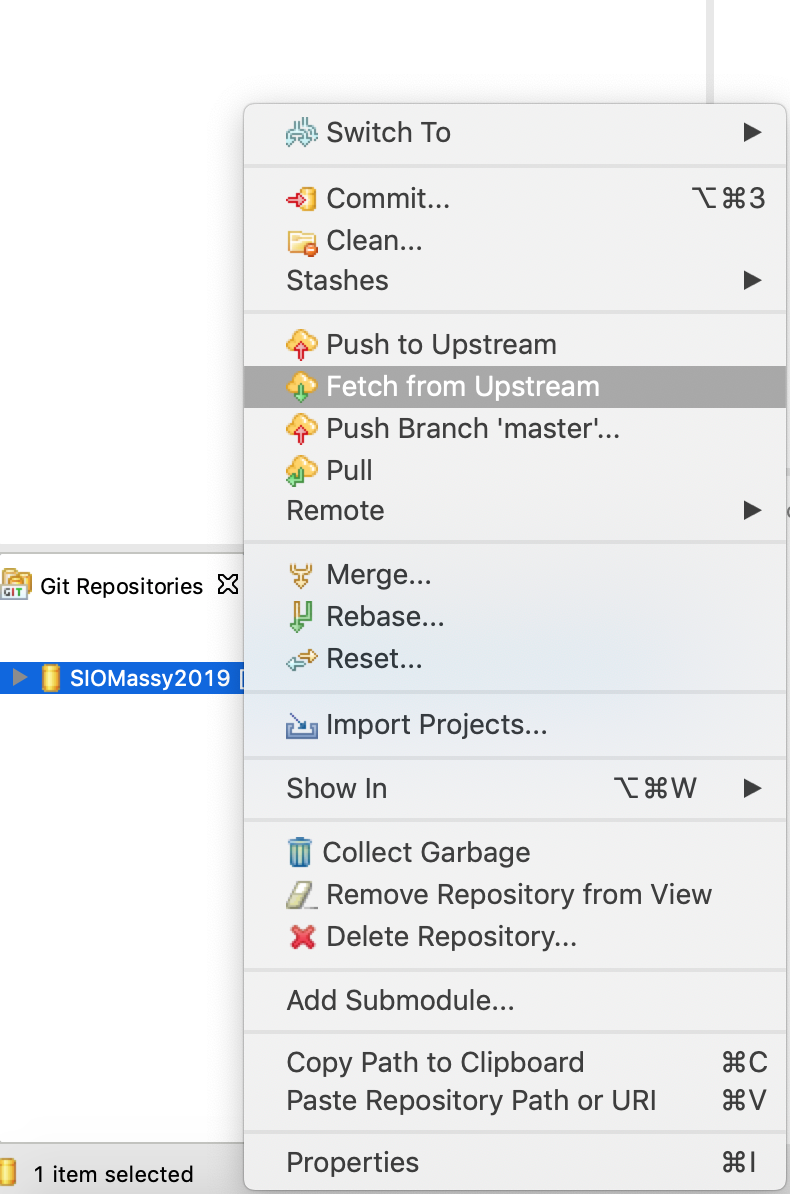 Switch To
Commit... ⌥⌘3
Clean...
Stashes
Push to Upstream
Fetch from Upstream
Push Branch 'master'...
Pull
Remote
Merge...
GIT Git Repositories
Rebase...
Reset...
SIOMassy2019 [
Import Projects...
Show In ⌥⌘W
Collect Garbage
Remove Repository from View
Delete Repository...
Add Submodule...
Copy Path to Clipboard ⌘C
Paste Repository Path or URI ⌘V
Properties ⌘I
1 item selected